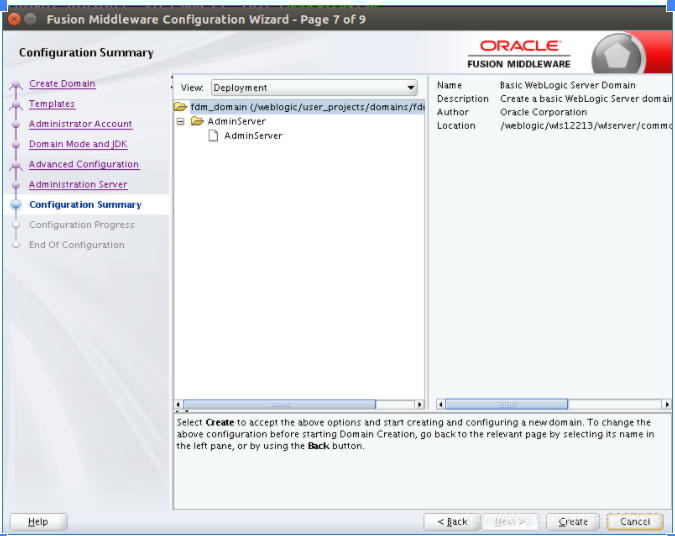 Fusion Middleware Configuration Wizard - Page 7 of 9
Configuration Summary
ORACLE
FUSION MIDDLEWARE
Create Domain
Templates
Administrator Account
Domain Mode and JDK
Advanced Configuration
Administration Server
Configuration Summary
Configuration Progress
End Of Configuration
View: Deployment
fdm_domain (/weblogic/user_projects/domains/fd
AdminServer
AdminServer
Name Basic WebLogic Server Domain
Description Create a basic WebLogic Server domain
Author Oracle Corporation
Location /weblogic/wls12213/wlserver/commo
Select Create to accept the above options and start creating and configuring a new domain. To change the
above configuration before starting Domain Creation, go back to the relevant page by selecting its name in
the left pane, or by using the Back button.
Help
< Back Next > Create Cancel